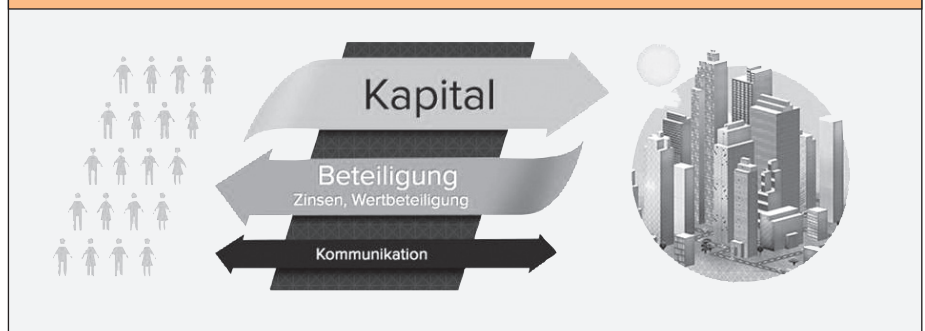 Kapital
Beteiligung
Zinsen, Wertbeteiligung
Kommunikation